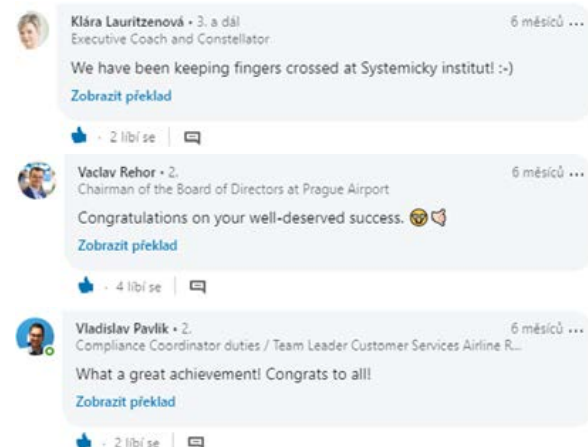 Klára Lauritzenová • 3. a dál 6 měsíců ...
Executive Coach and Constellator
We have been keeping fingers crossed at Systemicky institut! :-)
Zobrazit překlad
· 2 líbí se
Vaclav Rehor • 2. 6 měsíců ...
Chairman of the Board of Directors at Prague Airport
Congratulations on your well-deserved success.
Zobrazit překlad
· 4 líbí se
Vladislav Pavlik • 2. 6 měsíců ...
Compliance Coordinator duties / Team Leader Customer Services Airline R...
What a great achievement! Congrats to all!
Zobrazit překlad
· 2 líbí se